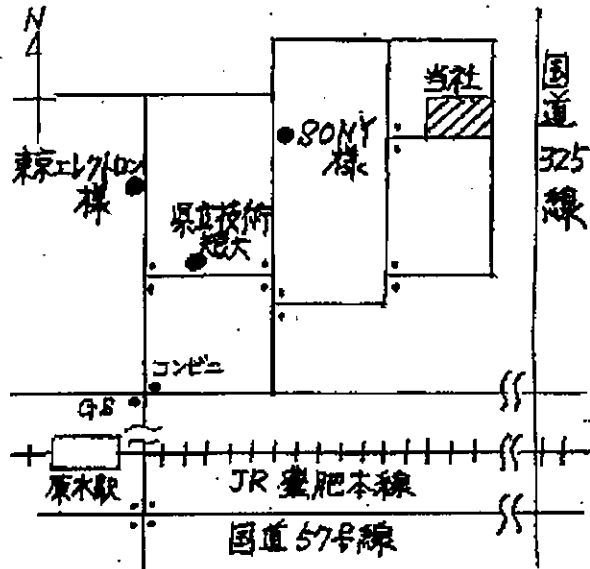 N
当社
国道
325
線
SONY
様
東京エレクトロン
様
県立技術
短大
コンビニ
GS
原水駅
JR 豊肥本線
国道57号線